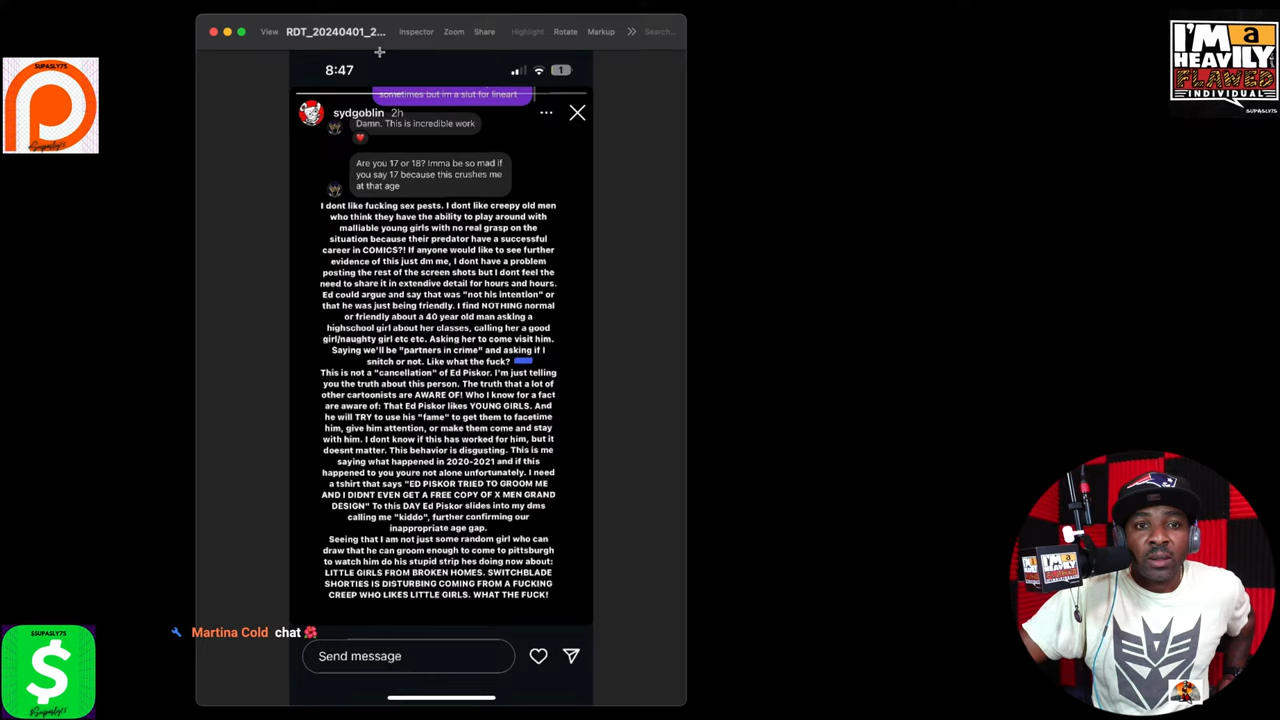 SUPASLY75
$upasly75
View
RDT_20240401_2...
Inspector
Zoom
Share
Highlight
Rotate
Markup
Search...
8:47
1
sometimes but im a slut for lineart
sydgoblin 2h
Damn. This is incredible work
Are you 17 or 18? Imma be so mad if
you say 17 because this crushes me
at that age
I dont like fucking sex pests. I dont like creepy old men
who think they have the ability to play around with
malliable young girls with no real grasp on the
situation because their predator have a successful
career in COMICS?! If anyone would like to see further
evidence of this just dm me, I dont have a problem
posting the rest of the screen shots but I dont feel the
need to share it in extendive detail for hours and hours.
Ed could argue and say that was "not his intention" or
that he was just being friendly. I find NOTHING normal
or friendly about a 40 year old man asking a
highschool girl about her classes, calling her a good
girl/naughty girl etc etc. Asking her to come visit him.
Saying we'll be "partners in crime" and asking if I
snitch or not. Like what the fuck?
This is not a "cancellation" of Ed Piskor. I'm just telling
you the truth about this person. The truth that a lot of
other cartoonists are AWARE OF! Who I know for a fact
are aware of: That Ed Piskor likes YOUNG GIRLS. And
he will TRY to use his "fame" to get them to facetime
him, give him attention, or make them come and stay
with him. I dont know if this has worked for him, but it
doesnt matter. This behavior is disgusting. This is me
saying what happened in 2020-2021 and if this
happened to you youre not alone unfortunately. I need
a tshirt that says "ED PISKOR TRIED TO GROOM ME
AND I DIDNT EVEN GET A FREE COPY OF X MEN GRAND
DESIGN" To this DAY Ed Piskor slides into my dms
calling me "kiddo", further confirming our
inappropriate age gap.
Seeing that I am not just some random girl who can
draw that he can groom enough to come to pittsburgh
to watch him do his stupid strip hes doing now about:
LITTLE GIRLS FROM BROKEN HOMES. SWITCHBLADE
SHORTIES IS DISTURBING COMING FROM A FUCKING
CREEP WHO LIKES LITTLE GIRLS. WHAT THE FUCK!
Send message
Martina Cold chat
$SUPASLY75
$upasly75
I'M a
HEAVILY
FLAWED
INDIVIDUAL
SUPASLY75
I'M a
HEAVILY
FLAWED
INDIVIDUAL